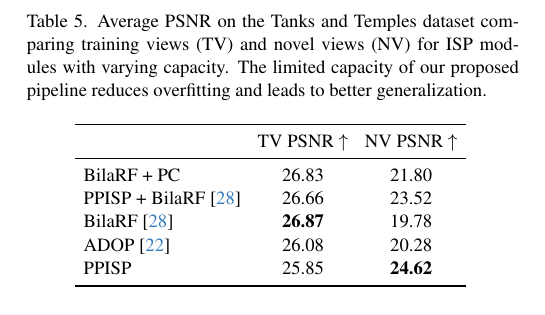 Table 5. Average PSNR on the Tanks and Temples dataset com-
paring training views (TV) and novel views (NV) for ISP mod-
ules with varying capacity. The limited capacity of our proposed
pipeline reduces overfitting and leads to better generalization.
TV PSNR ↑ NV PSNR ↑
BilaRF + PC 26.83 21.80
PPISP + BilaRF [28] 26.66 23.52
BilaRF [28] 26.87 19.78
ADOP [22] 26.08 20.28
PPISP 25.85 24.62